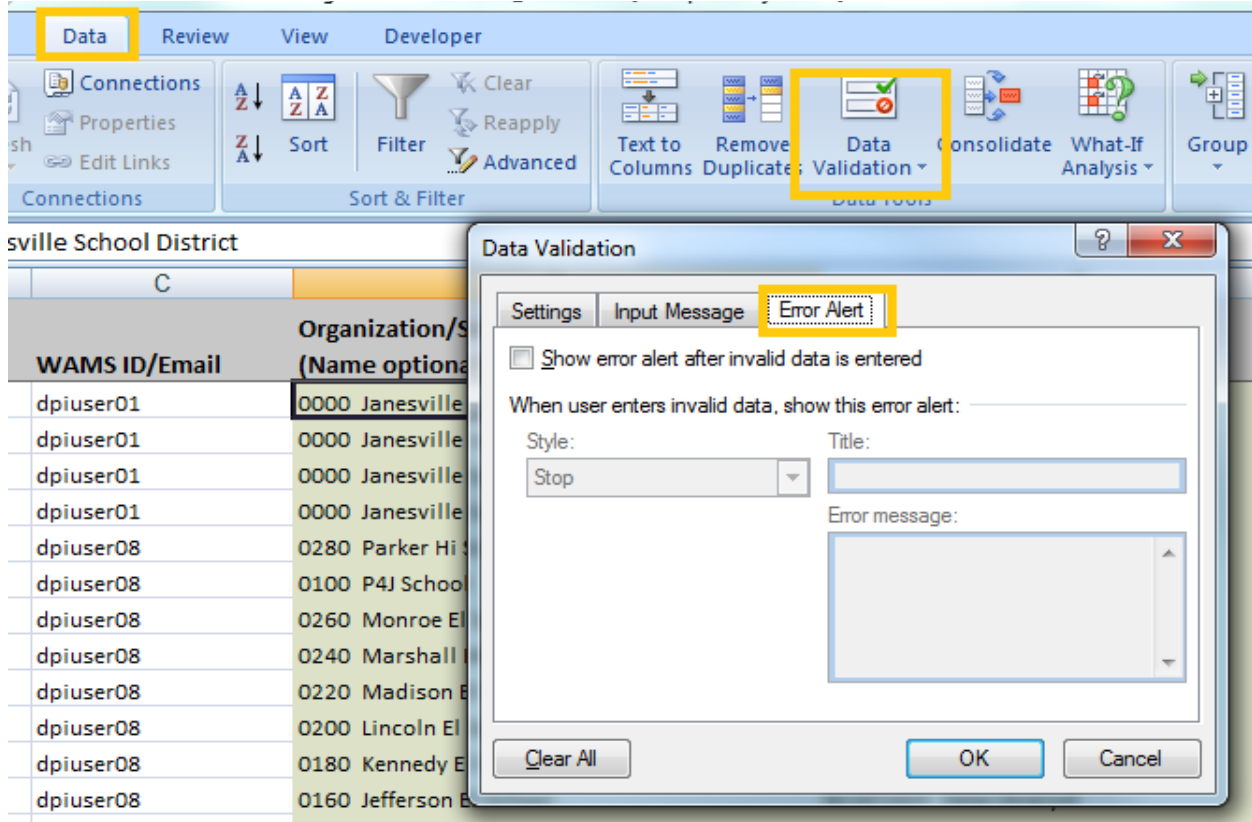 Data Review View Developer
Connections
Properties
Edit Links
Connections
Sort
Filter
Clear
Reapply
Advanced
Sort & Filter
Text to Columns
Remove Duplicates
Data Validation
Consolidate
What-If Analysis
Data Tools
Group
sville School District
C
WAMS ID/Email
Organization/S
(Name optiona
dpiuser01 0000 Janesville
dpiuser01 0000 Janesville
dpiuser01 0000 Janesville
dpiuser01 0000 Janesville
dpiuser08 0280 Parker Hi S
dpiuser08 0100 P4J School
dpiuser08 0260 Monroe El
dpiuser08 0240 Marshall
dpiuser08 0220 Madison E
dpiuser08 0200 Lincoln El
dpiuser08 0180 Kennedy E
dpiuser08 0160 Jefferson E
Data Validation
Settings Input Message Error Alert
Show error alert after invalid data is entered
When user enters invalid data, show this error alert:
Style: Title:
Stop
Error message:
Clear All OK Cancel